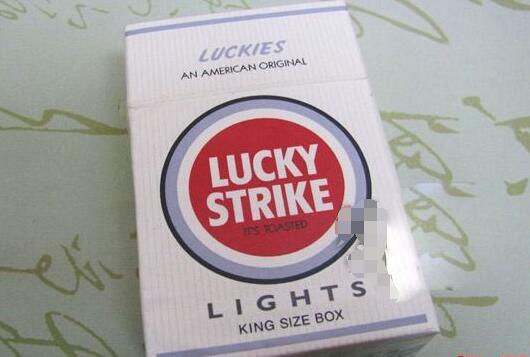 LUCKIES
AN AMERICAN ORIGINAL
LUCKY
STRIKE
IT'S TOASTED
LIGHTS
KING SIZE BOX